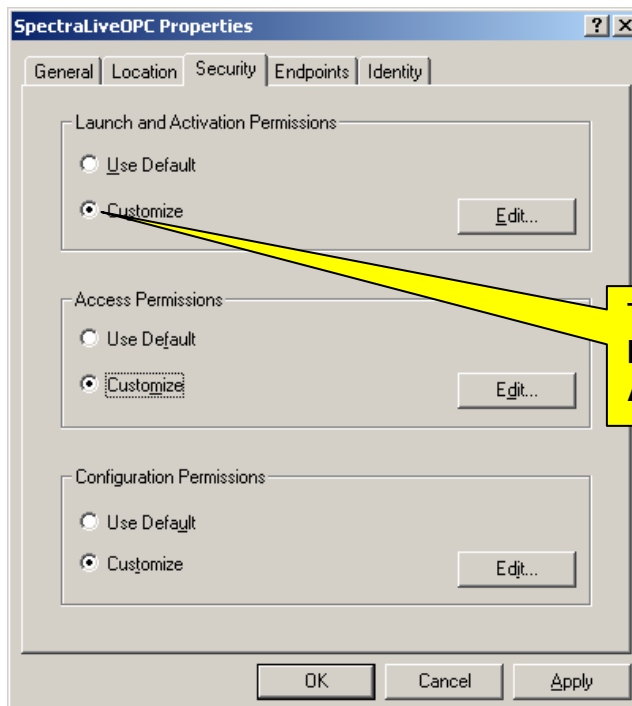 SpectraLiveOPC Properties
General Location Security Endpoints Identity
Launch and Activation Permissions
Use Default
Customize
Edit...
Access Permissions
Use Default
Customize
Edit...
Configuration Permissions
Use Default
Customize
Edit...
OK Cancel Apply